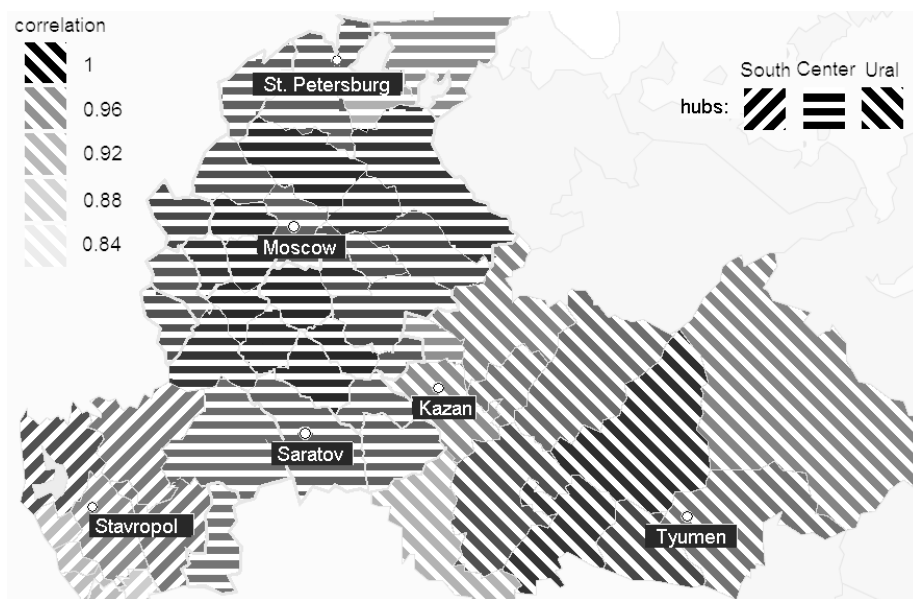 correlation
1
0.96
0.92
0.88
0.84
South Center Ural
hubs:
St. Petersburg
Moscow
Kazan
Saratov
Stavropol
Tyumen